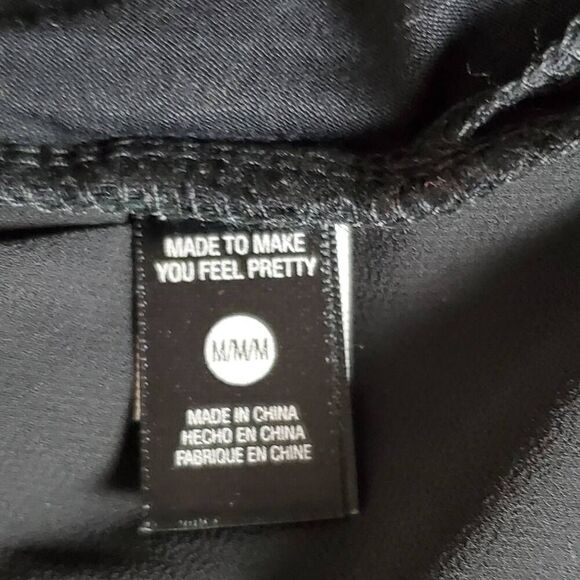 MADE TO MAKE
YOU FEEL PRETTY
M/M/M
MADE IN CHINA
HECHO EN CHINA
FABRIQUE EN CHINE